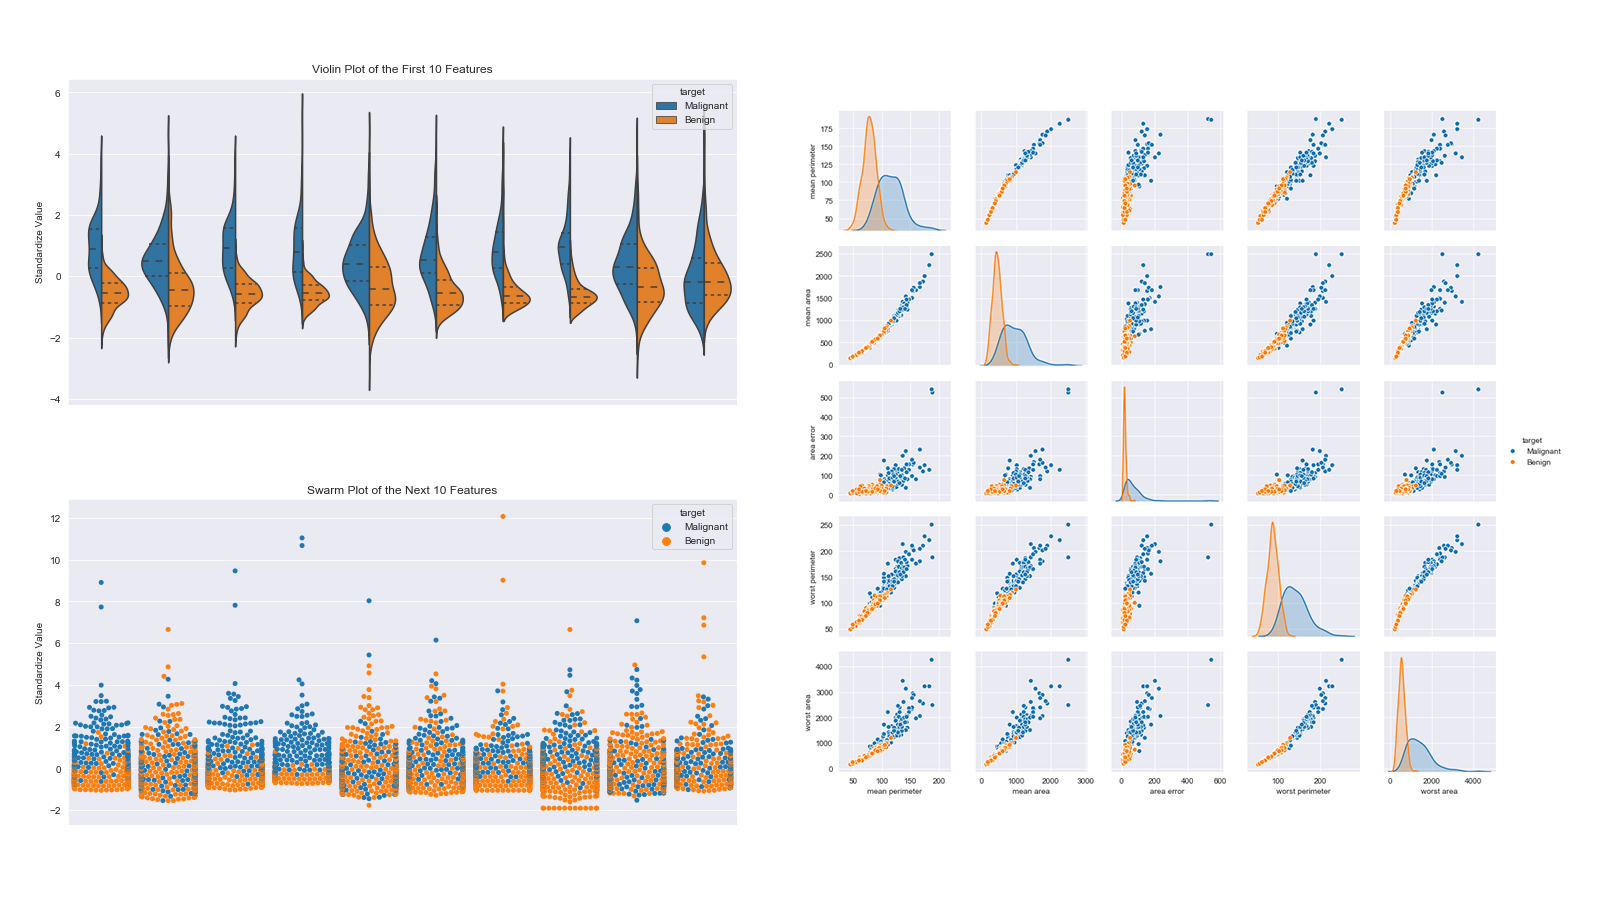 Violin Plot of the First 10 Features
target
Malignant
Benign
Standardize Value
6
4
2
0
−2
−4
Swarm Plot of the Next 10 Features
target
Malignant
Benign
Standardize Value
12
10
8
6
4
2
0
−2
mean perimeter
175
150
125
100
75
50
mean area
2500
2000
1500
1000
500
0
area error
500
400
300
200
100
0
worst perimeter
250
200
150
100
50
worst area
4000
3000
2000
1000
0
50 100 150 200
mean perimeter
0 1000 2000 3000
mean area
0 200 400 600
area error
100 200
worst perimeter
0 2000 4000
worst area
target
Malignant
Benign